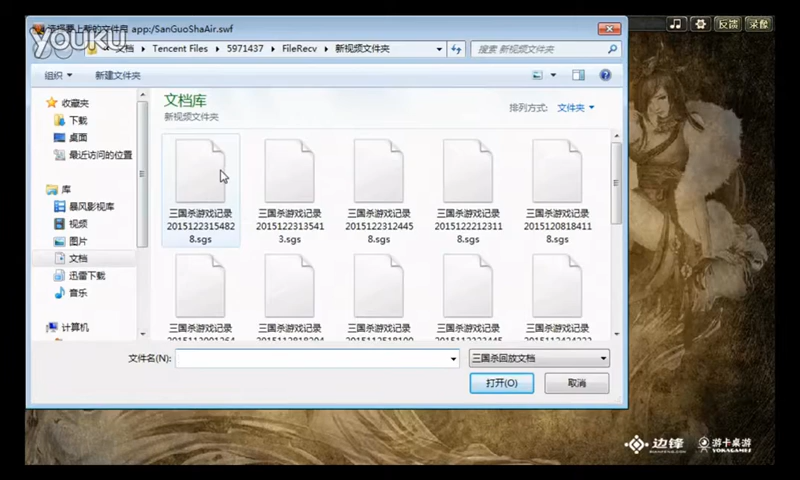 请选择要上载的文件用 app:/SanGuoShaAir.swf
YOUKU
反馈
录像
文档 Tencent Files 5971437 FileRecv 新视频文件夹
搜索 新视频文件夹
组织 新建文件夹
收藏夹
下载
桌面
最近访问的位置
库
暴风影视库
视频
图片
文档
迅雷下载
音乐
计算机
文档库
新视频文件夹
排列方式: 文件夹
三国杀游戏记录
2015122315482
8.sgs
三国杀游戏记录
2015122313541
3.sgs
三国杀游戏记录
2015122312445
8.sgs
三国杀游戏记录
2015122212311
8.sgs
三国杀游戏记录
2015120818411
8.sgs
三国杀游戏记录
三国杀游戏记录
三国杀游戏记录
三国杀游戏记录
三国杀游戏记录
文件名(N):
三国杀回放文档
打开(O)
取消
边锋
游卡桌游
YOKAGAMES